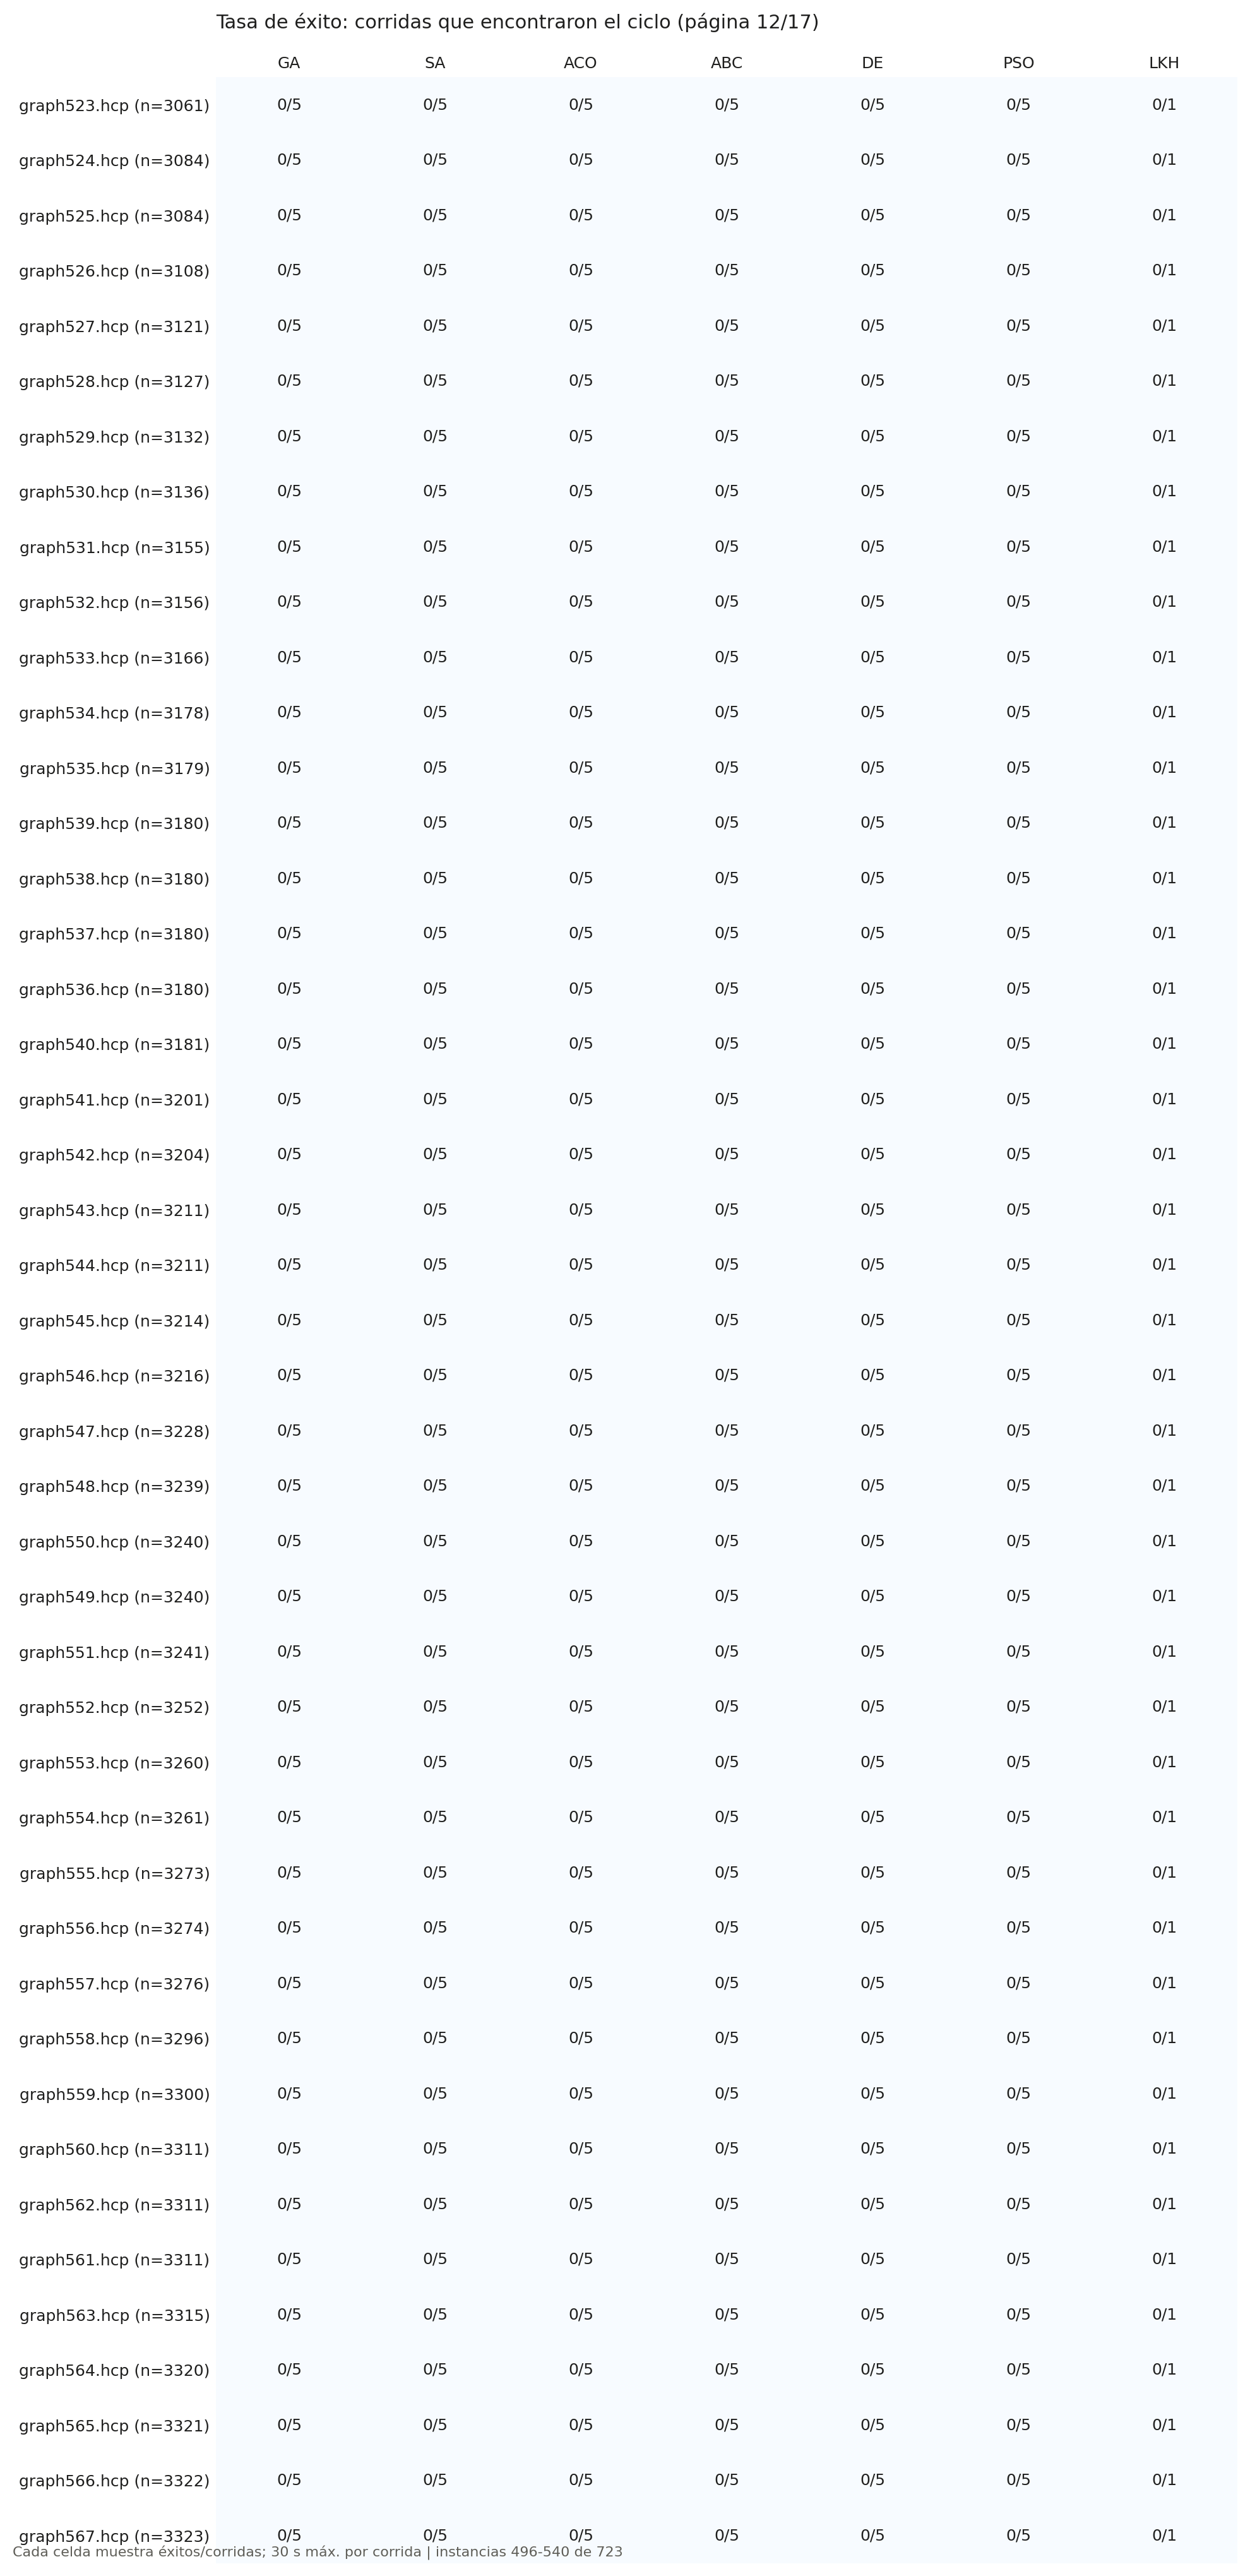 Tasa de éxito: corridas que encontraron el ciclo (página 12/17)
GA SA ACO ABC DE PSO LKH
graph523.hcp (n=3061) 0/5 0/5 0/5 0/5 0/5 0/5 0/1
graph524.hcp (n=3084) 0/5 0/5 0/5 0/5 0/5 0/5 0/1
graph525.hcp (n=3084) 0/5 0/5 0/5 0/5 0/5 0/5 0/1
graph526.hcp (n=3108) 0/5 0/5 0/5 0/5 0/5 0/5 0/1
graph527.hcp (n=3121) 0/5 0/5 0/5 0/5 0/5 0/5 0/1
graph528.hcp (n=3127) 0/5 0/5 0/5 0/5 0/5 0/5 0/1
graph529.hcp (n=3132) 0/5 0/5 0/5 0/5 0/5 0/5 0/1
graph530.hcp (n=3136) 0/5 0/5 0/5 0/5 0/5 0/5 0/1
graph531.hcp (n=3155) 0/5 0/5 0/5 0/5 0/5 0/5 0/1
graph532.hcp (n=3156) 0/5 0/5 0/5 0/5 0/5 0/5 0/1
graph533.hcp (n=3166) 0/5 0/5 0/5 0/5 0/5 0/5 0/1
graph534.hcp (n=3178) 0/5 0/5 0/5 0/5 0/5 0/5 0/1
graph535.hcp (n=3179) 0/5 0/5 0/5 0/5 0/5 0/5 0/1
graph539.hcp (n=3180) 0/5 0/5 0/5 0/5 0/5 0/5 0/1
graph538.hcp (n=3180) 0/5 0/5 0/5 0/5 0/5 0/5 0/1
graph537.hcp (n=3180) 0/5 0/5 0/5 0/5 0/5 0/5 0/1
graph536.hcp (n=3180) 0/5 0/5 0/5 0/5 0/5 0/5 0/1
graph540.hcp (n=3181) 0/5 0/5 0/5 0/5 0/5 0/5 0/1
graph541.hcp (n=3201) 0/5 0/5 0/5 0/5 0/5 0/5 0/1
graph542.hcp (n=3204) 0/5 0/5 0/5 0/5 0/5 0/5 0/1
graph543.hcp (n=3211) 0/5 0/5 0/5 0/5 0/5 0/5 0/1
graph544.hcp (n=3211) 0/5 0/5 0/5 0/5 0/5 0/5 0/1
graph545.hcp (n=3214) 0/5 0/5 0/5 0/5 0/5 0/5 0/1
graph546.hcp (n=3216) 0/5 0/5 0/5 0/5 0/5 0/5 0/1
graph547.hcp (n=3228) 0/5 0/5 0/5 0/5 0/5 0/5 0/1
graph548.hcp (n=3239) 0/5 0/5 0/5 0/5 0/5 0/5 0/1
graph550.hcp (n=3240) 0/5 0/5 0/5 0/5 0/5 0/5 0/1
graph549.hcp (n=3240) 0/5 0/5 0/5 0/5 0/5 0/5 0/1
graph551.hcp (n=3241) 0/5 0/5 0/5 0/5 0/5 0/5 0/1
graph552.hcp (n=3252) 0/5 0/5 0/5 0/5 0/5 0/5 0/1
graph553.hcp (n=3260) 0/5 0/5 0/5 0/5 0/5 0/5 0/1
graph554.hcp (n=3261) 0/5 0/5 0/5 0/5 0/5 0/5 0/1
graph555.hcp (n=3273) 0/5 0/5 0/5 0/5 0/5 0/5 0/1
graph556.hcp (n=3274) 0/5 0/5 0/5 0/5 0/5 0/5 0/1
graph557.hcp (n=3276) 0/5 0/5 0/5 0/5 0/5 0/5 0/1
graph558.hcp (n=3296) 0/5 0/5 0/5 0/5 0/5 0/5 0/1
graph559.hcp (n=3300) 0/5 0/5 0/5 0/5 0/5 0/5 0/1
graph560.hcp (n=3311) 0/5 0/5 0/5 0/5 0/5 0/5 0/1
graph562.hcp (n=3311) 0/5 0/5 0/5 0/5 0/5 0/5 0/1
graph561.hcp (n=3311) 0/5 0/5 0/5 0/5 0/5 0/5 0/1
graph563.hcp (n=3315) 0/5 0/5 0/5 0/5 0/5 0/5 0/1
graph564.hcp (n=3320) 0/5 0/5 0/5 0/5 0/5 0/5 0/1
graph565.hcp (n=3321) 0/5 0/5 0/5 0/5 0/5 0/5 0/1
graph566.hcp (n=3322) 0/5 0/5 0/5 0/5 0/5 0/5 0/1
graph567.hcp (n=3323) 0/5 0/5 0/5 0/5 0/5 0/5 0/1
Cada celda muestra éxitos/corridas; 30 s máx. por corrida | instancias 496-540 de 723